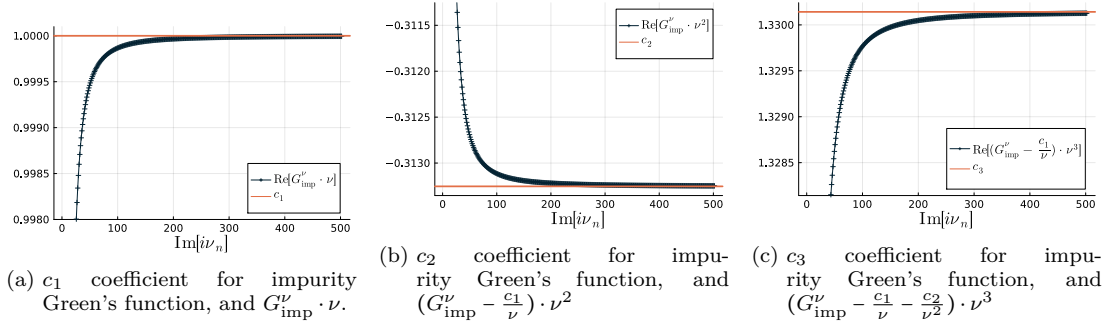 1.0000
0.9995
0.9990
0.9985
0.9980
0 100 200 300 400 500
Im[iν_n]
Re[G^ν_imp · ν]
c_1
(a) c_1 coefficient for impurity
Green's function, and G^ν_imp · ν.
−0.3115
−0.3120
−0.3125
−0.3130
0 100 200 300 400 500
Im[iν_n]
Re[G^ν_imp · ν^2]
c_2
(b) c_2 coefficient for impu-
rity Green's function, and
(G^ν_imp − c_1/ν) · ν^2
1.3300
1.3295
1.3290
1.3285
0 100 200 300 400 500
Im[iν_n]
Re[(G^ν_imp − c_1/ν) · ν^3]
c_3
(c) c_3 coefficient for impu-
rity Green's function, and
(G^ν_imp − c_1/ν − c_2/ν^2) · ν^3